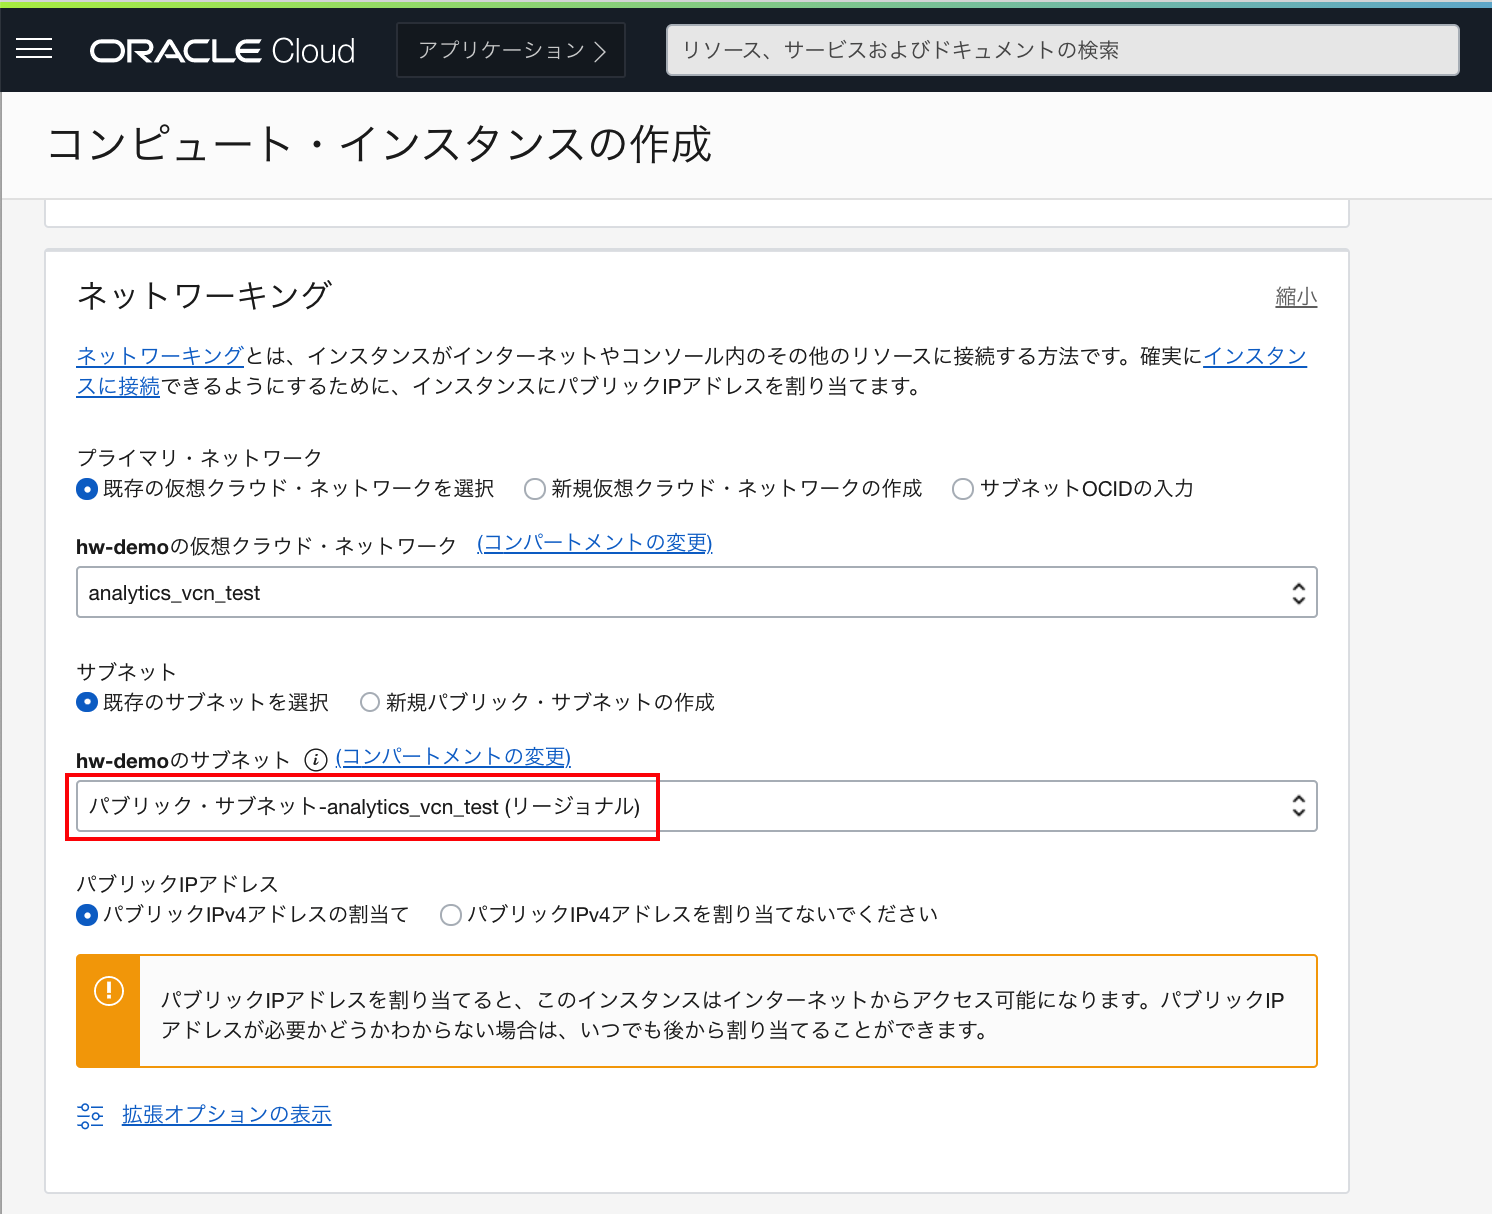 ORACLE Cloud
アプリケーション
リソース、サービスおよびドキュメントの検索
コンピュート・インスタンスの作成
ネットワーキング
縮小
ネットワーキングとは、インスタンスがインターネットやコンソール内のその他のリソースに接続する方法です。確実にインスタン
スに接続できるようにするために、インスタンスにパブリックIPアドレスを割り当てます。
プライマリ・ネットワーク
既存の仮想クラウド・ネットワークを選択 新規仮想クラウド・ネットワークの作成 サブネットOCIDの入力
hw-demoの仮想クラウド・ネットワーク (コンパートメントの変更)
analytics_vcn_test
サブネット
既存のサブネットを選択 新規パブリック・サブネットの作成
hw-demoのサブネット (コンパートメントの変更)
パブリック・サブネット-analytics_vcn_test (リージョナル)
パブリックIPアドレス
パブリックIPv4アドレスの割当て パブリックIPv4アドレスを割り当てないでください
パブリックIPアドレスを割り当てると、このインスタンスはインターネットからアクセス可能になります。パブリックIP
アドレスが必要かどうかわからない場合は、いつでも後から割り当てることができます。
拡張オプションの表示